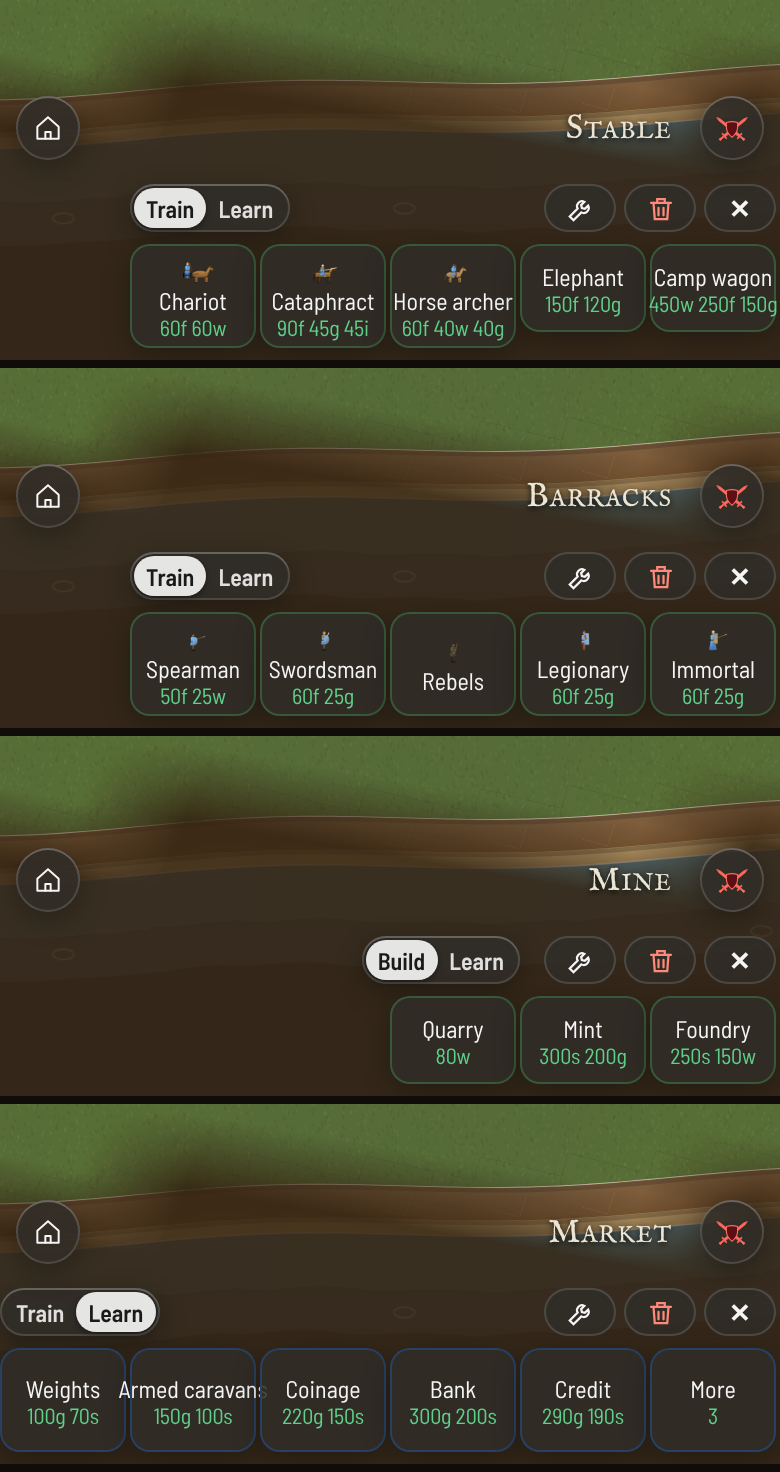 Stable
Train Learn
Chariot
60f 60w
Cataphract
90f 45g 45i
Horse archer
60f 40w 40g
Elephant
150f 120g
Camp wagon
450w 250f 150g
Barracks
Train Learn
Spearman
50f 25w
Swordsman
60f 25g
Rebels
Legionary
60f 25g
Immortal
60f 25g
Mine
Build Learn
Quarry
80w
Mint
300s 200g
Foundry
250s 150w
Market
Train Learn
Weights
100g 70s
Armed caravans
150g 100s
Coinage
220g 150s
Bank
300g 200s
Credit
290g 190s
More
3